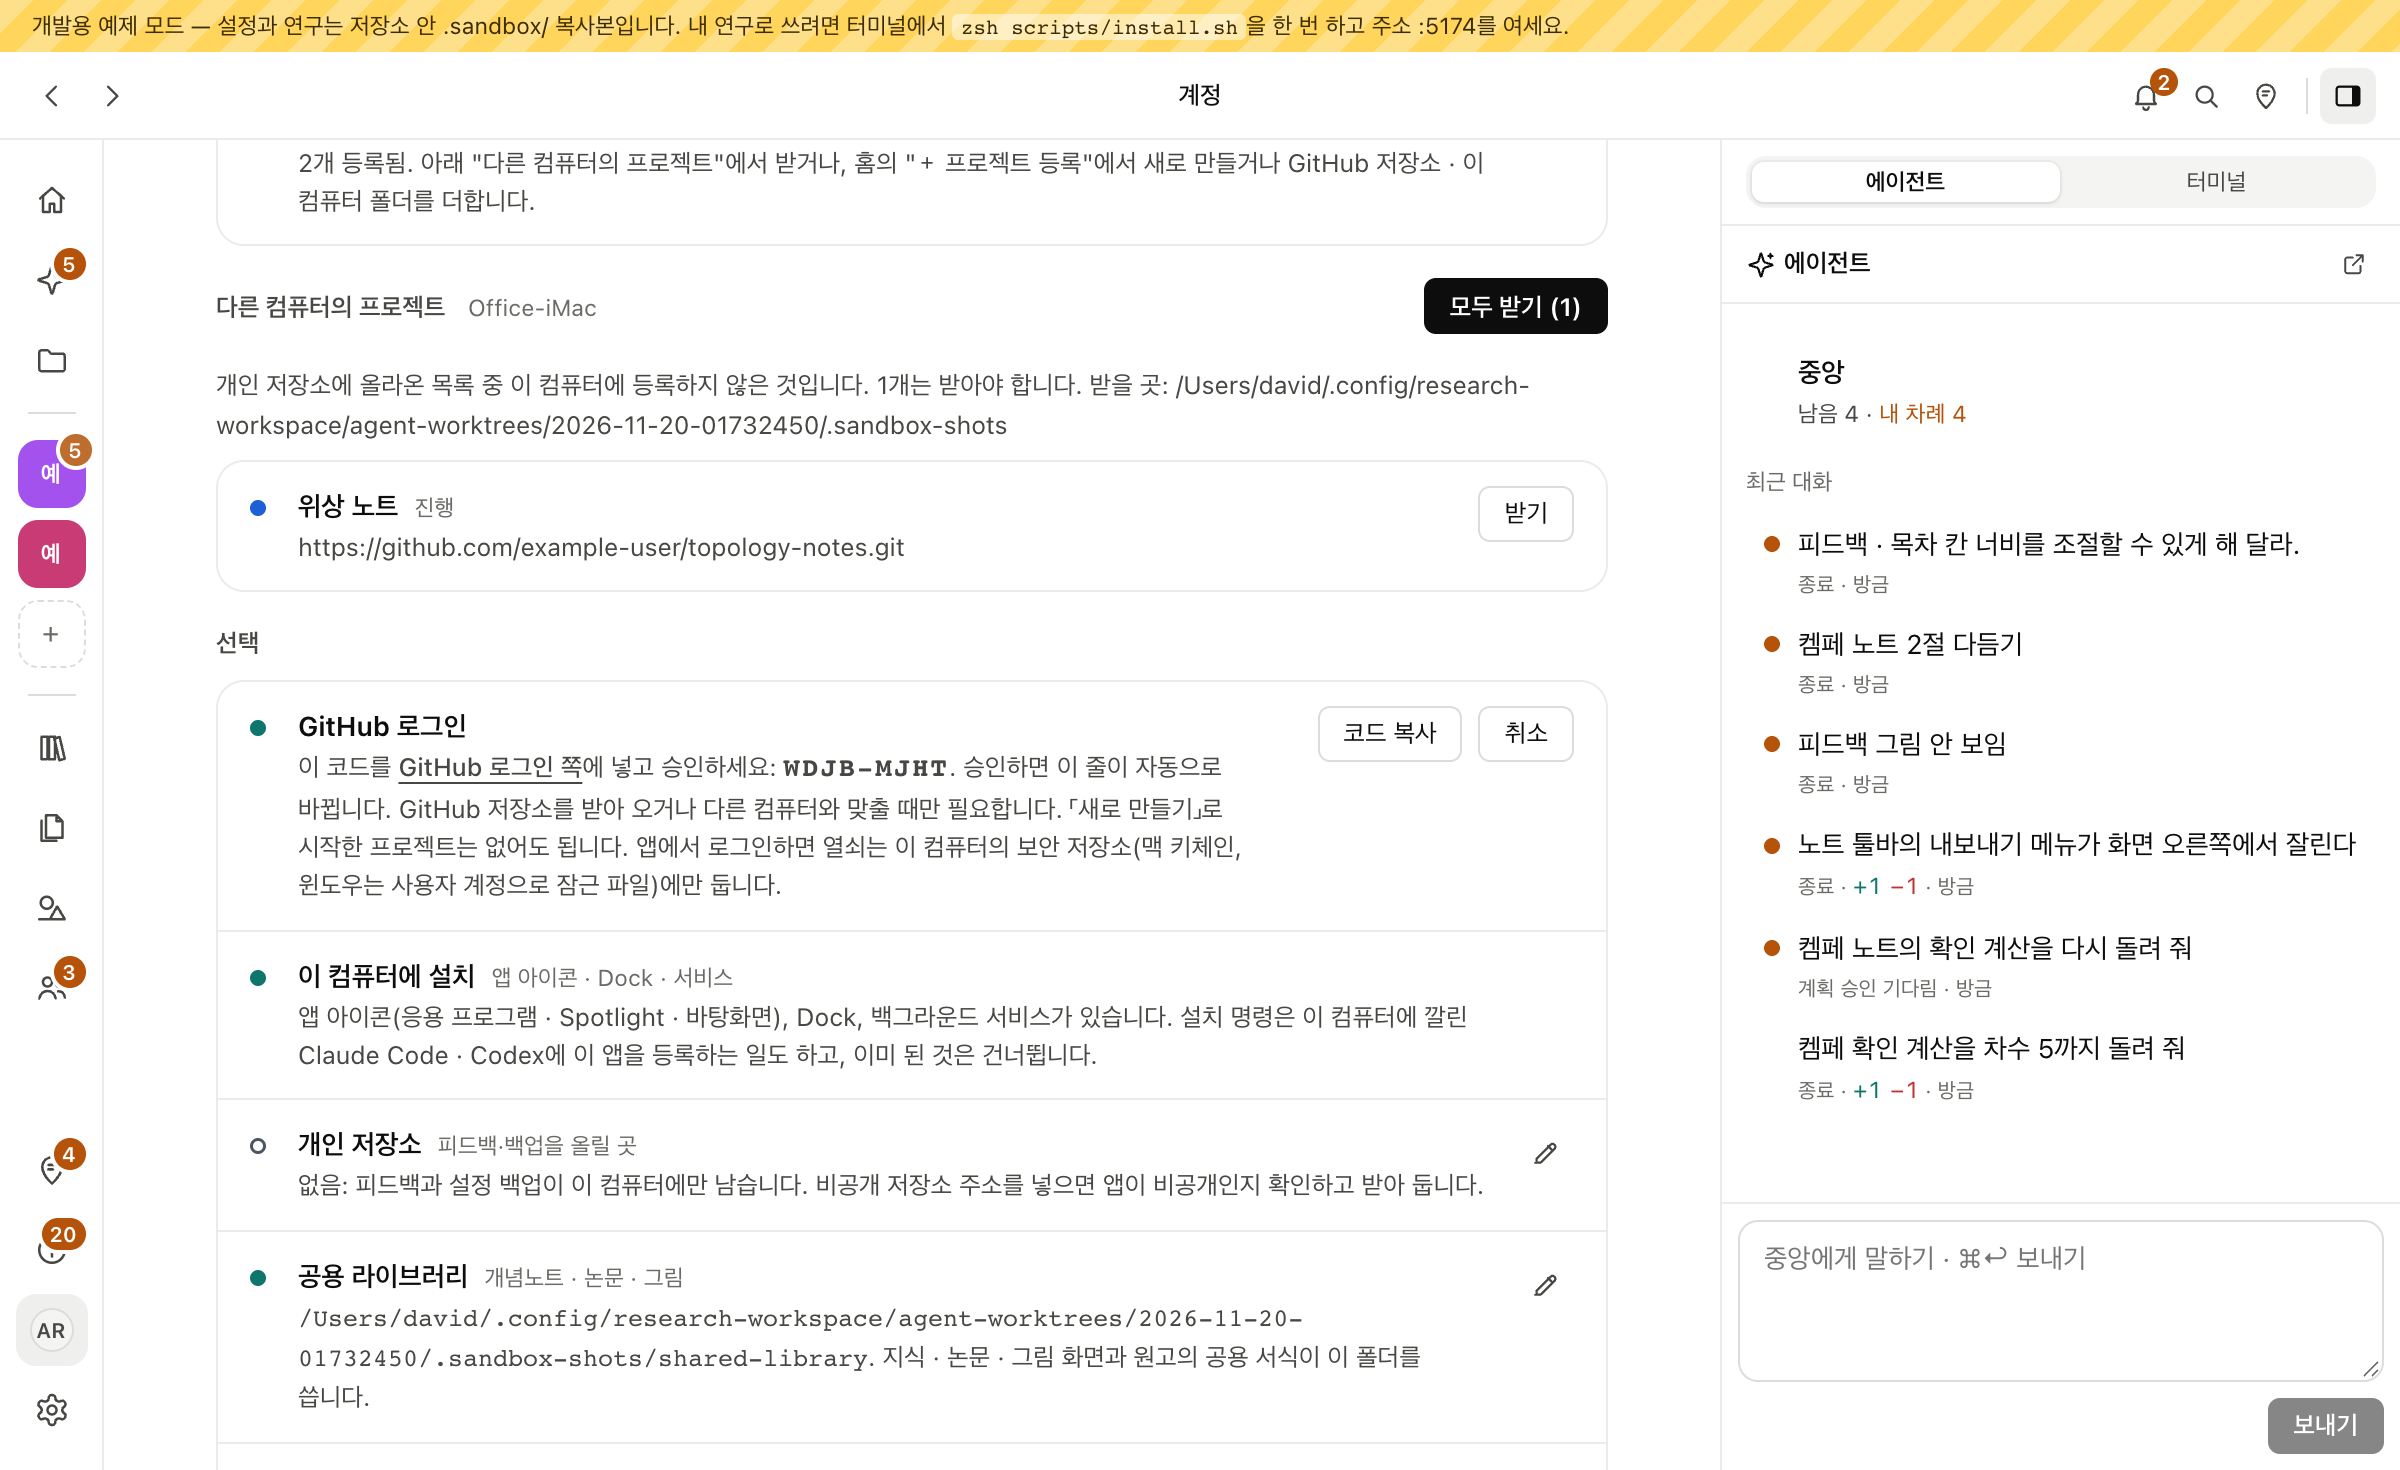 개발용 예제 모드 — 설정과 연구는 저장소 안 .sandbox/ 복사본입니다. 내 연구로 쓰려면 터미널에서 zsh scripts/install.sh을 한 번 하고 주소 :5174를 여세요.
계정
2
5
5
예
예
+
3
4
20
AR
2개 등록됨. 아래 "다른 컴퓨터의 프로젝트"에서 받거나, 홈의 "+ 프로젝트 등록"에서 새로 만들거나 GitHub 저장소 · 이
컴퓨터 폴더를 더합니다.
다른 컴퓨터의 프로젝트 Office-iMac
모두 받기 (1)
개인 저장소에 올라온 목록 중 이 컴퓨터에 등록하지 않은 것입니다. 1개는 받아야 합니다. 받을 곳: /Users/david/.config/research-
workspace/agent-worktrees/2026-11-20-01732450/.sandbox-shots
위상 노트 진행
받기
https://github.com/example-user/topology-notes.git
선택
GitHub 로그인
코드 복사
취소
이 코드를 GitHub 로그인 쪽에 넣고 승인하세요: WDJB-MJHT. 승인하면 이 줄이 자동으로
바뀝니다. GitHub 저장소를 받아 오거나 다른 컴퓨터와 맞출 때만 필요합니다. 「새로 만들기」로
시작한 프로젝트는 없어도 됩니다. 앱에서 로그인하면 열쇠는 이 컴퓨터의 보안 저장소(맥 키체인,
윈도우는 사용자 계정으로 잠근 파일)에만 둡니다.
이 컴퓨터에 설치 앱 아이콘 · Dock · 서비스
앱 아이콘(응용 프로그램 · Spotlight · 바탕화면), Dock, 백그라운드 서비스가 있습니다. 설치 명령은 이 컴퓨터에 깔린
Claude Code · Codex에 이 앱을 등록하는 일도 하고, 이미 된 것은 건너뜁니다.
개인 저장소 피드백·백업을 올릴 곳
없음: 피드백과 설정 백업이 이 컴퓨터에만 남습니다. 비공개 저장소 주소를 넣으면 앱이 비공개인지 확인하고 받아 둡니다.
공용 라이브러리 개념노트 · 논문 · 그림
/Users/david/.config/research-workspace/agent-worktrees/2026-11-20-
01732450/.sandbox-shots/shared-library. 지식 · 논문 · 그림 화면과 원고의 공용 서식이 이 폴더를
씁니다.
에이전트
터미널
에이전트
중앙
남음 4 · 내 차례 4
최근 대화
피드백 · 목차 칸 너비를 조절할 수 있게 해 달라.
종료 · 방금
켐페 노트 2절 다듬기
종료 · 방금
피드백 그림 안 보임
종료 · 방금
노트 툴바의 내보내기 메뉴가 화면 오른쪽에서 잘린다
종료 · +1 −1 · 방금
켐페 노트의 확인 계산을 다시 돌려 줘
계획 승인 기다림 · 방금
켐페 확인 계산을 차수 5까지 돌려 줘
종료 · +1 −1 · 방금
중앙에게 말하기 · ⌘↩ 보내기
보내기